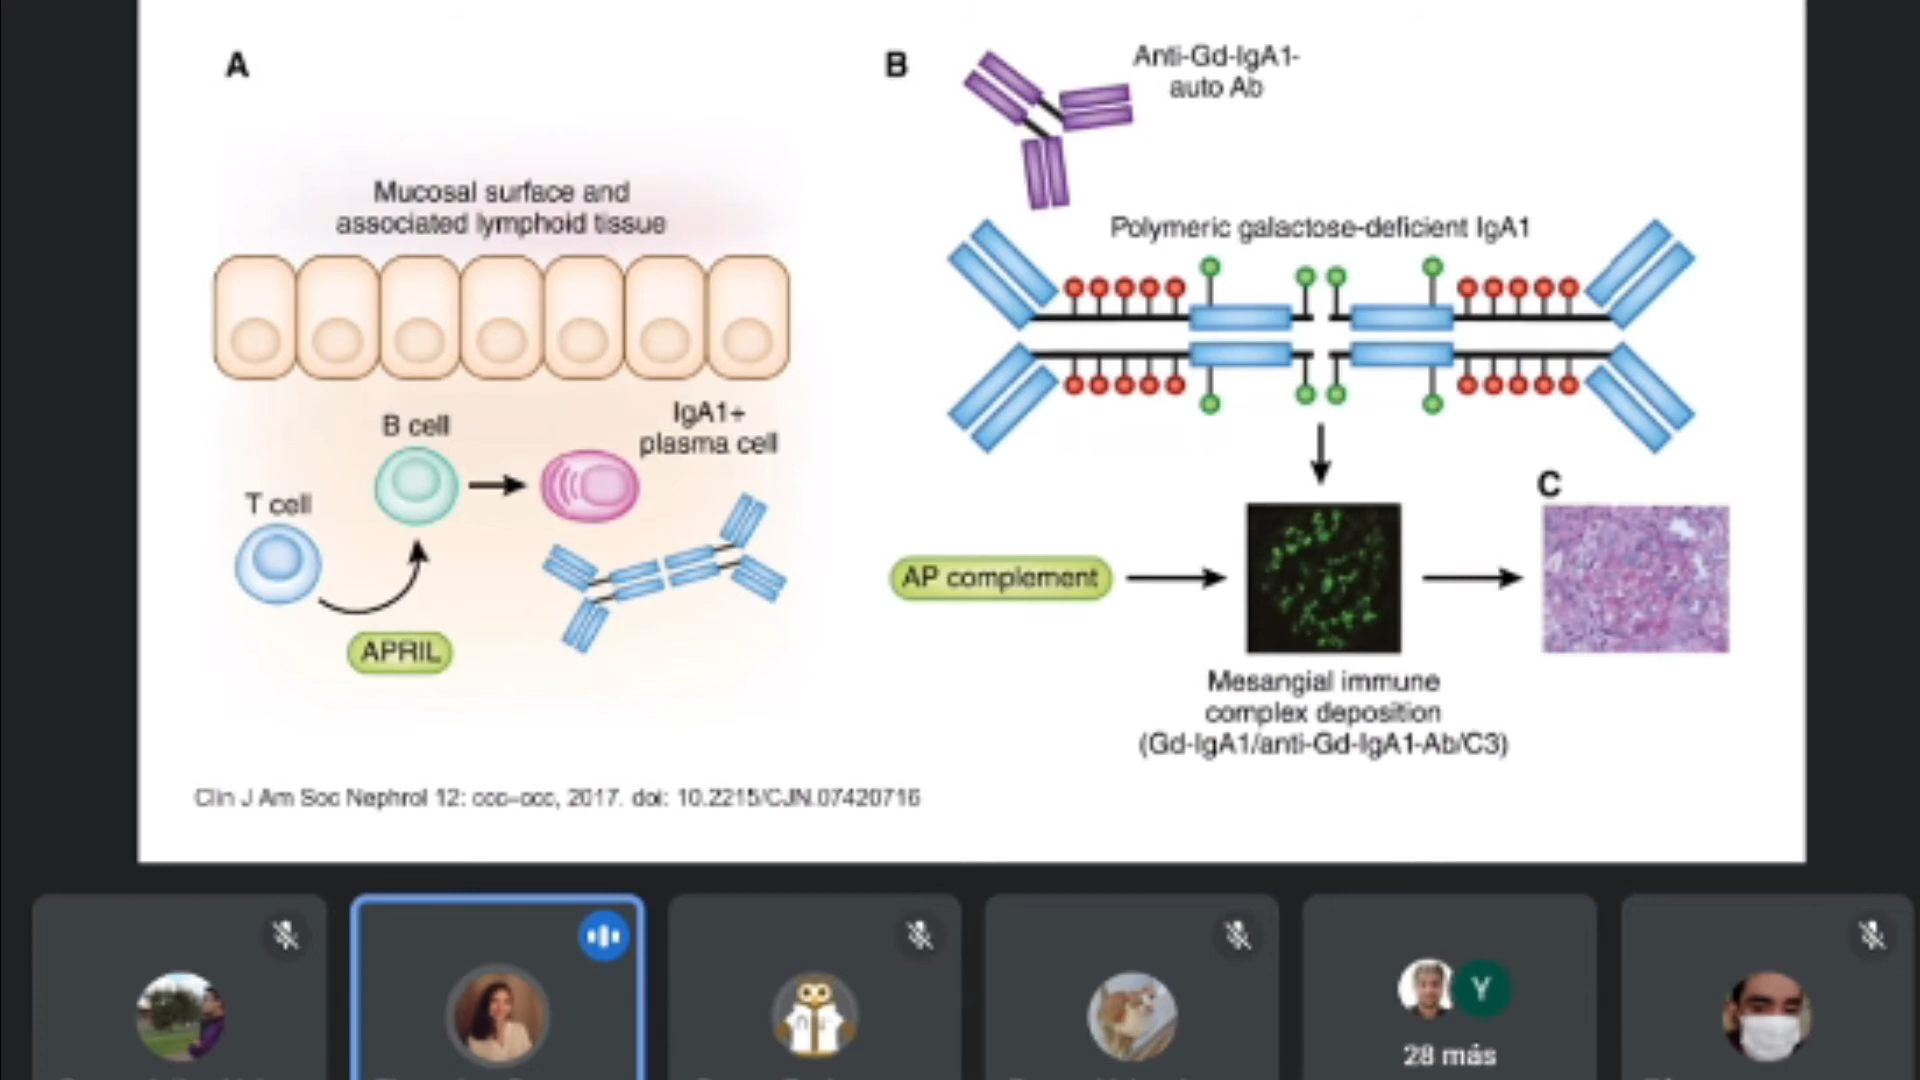 A
Mucosal surface and
associated lymphoid tissue
B cell
IgA1+
plasma cell
T cell
APRIL
B
Anti-Gd-IgA1-
auto Ab
Polymeric galactose-deficient IgA1
AP complement
C
Mesangial immune
complex deposition
(Gd-IgA1/anti-Gd-IgA1-Ab/C3)
Clin J Am Soc Nephrol 12: ccc–ccc, 2017. doi: 10.2215/CJN.07420716
Y
28 más